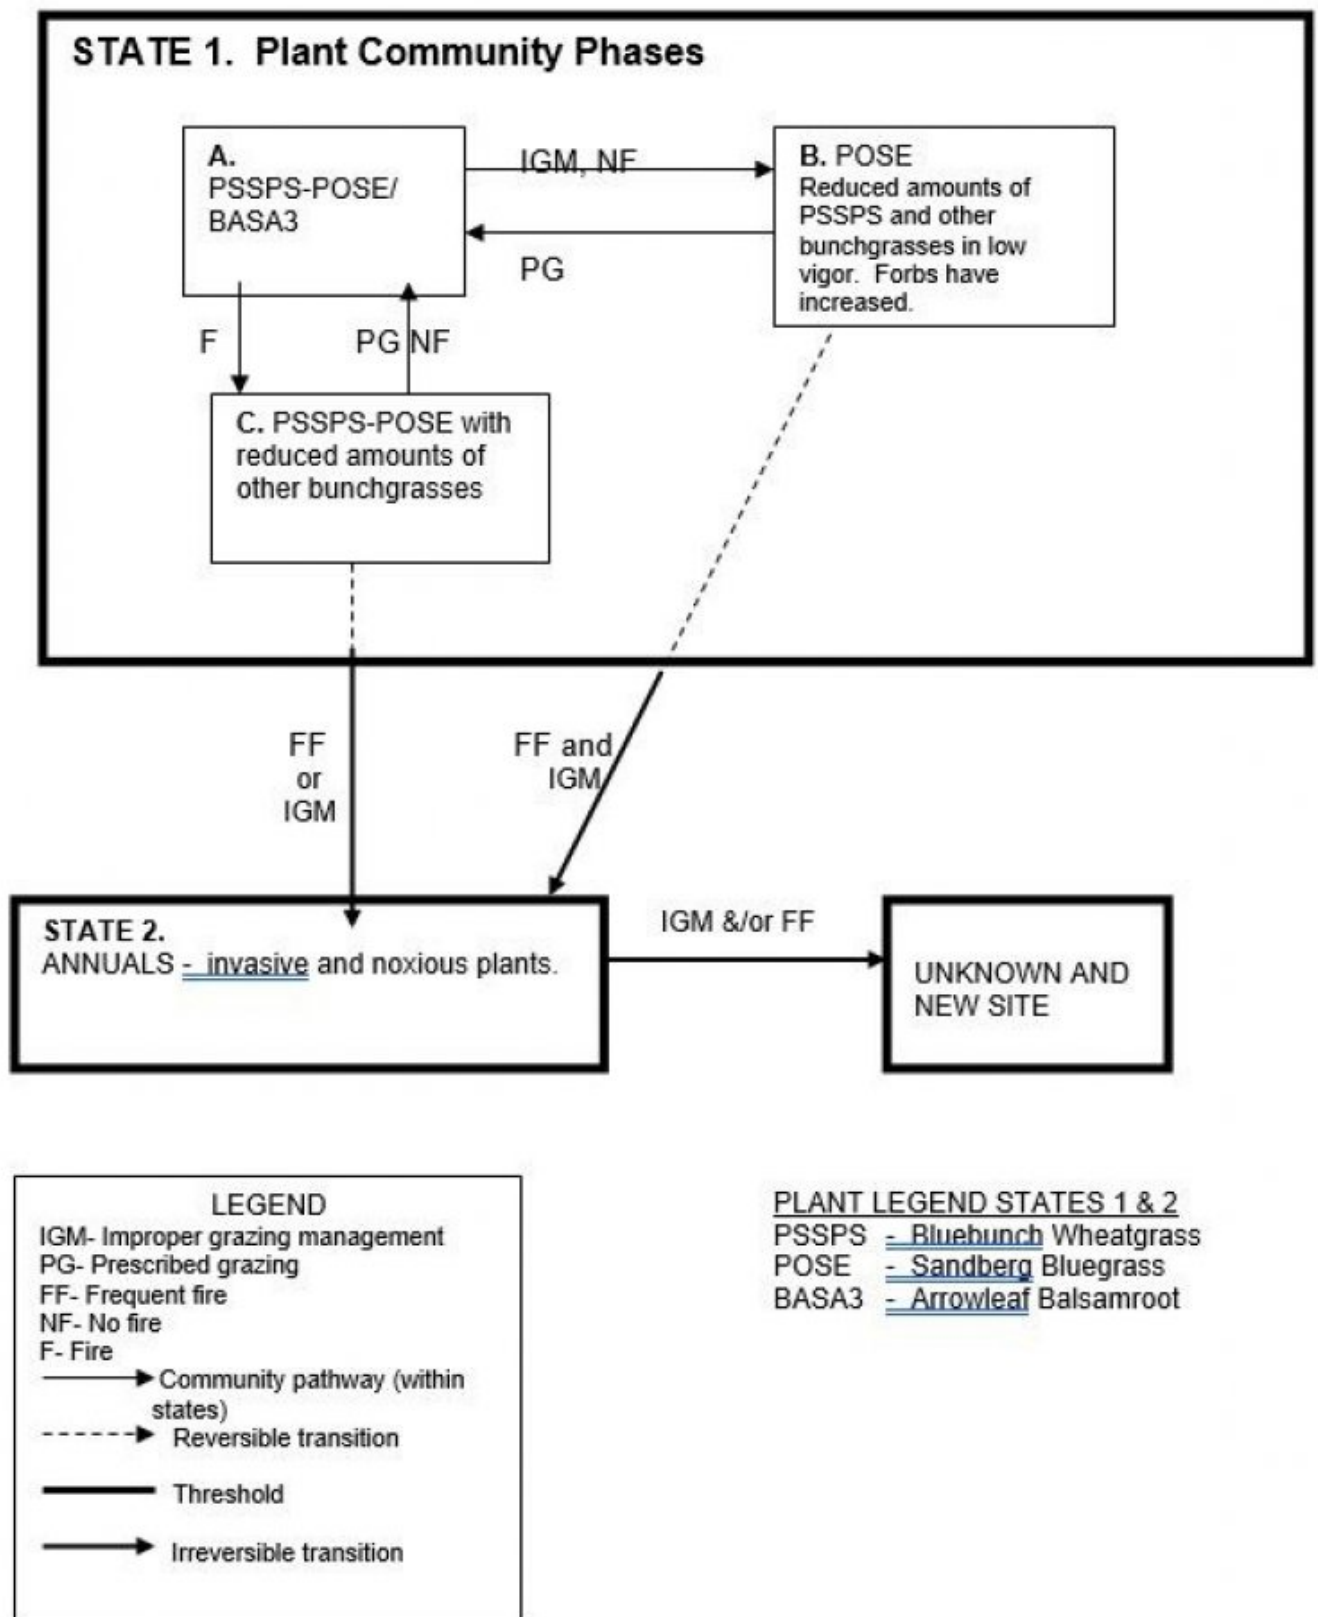 STATE 1.  Plant Community Phases
A.
PSSPS-POSE/
BASA3
IGM, NF
PG
B. POSE
Reduced amounts of
PSSPS and other
bunchgrasses in low
vigor.  Forbs have
increased.
F
PG NF
C. PSSPS-POSE with
reduced amounts of
other bunchgrasses
FF
or
IGM
FF and
IGM
STATE 2.
ANNUALS -  invasive and noxious plants.
IGM &/or FF
UNKNOWN AND
NEW SITE
LEGEND
IGM- Improper grazing management
PG- Prescribed grazing
FF- Frequent fire
NF- No fire
F- Fire
Community pathway (within
states)
Reversible transition
Threshold
Irreversible transition
PLANT LEGEND STATES 1 & 2
PSSPS  -  Bluebunch Wheatgrass
POSE  -  Sandberg Bluegrass
BASA3  -  Arrowleaf Balsamroot